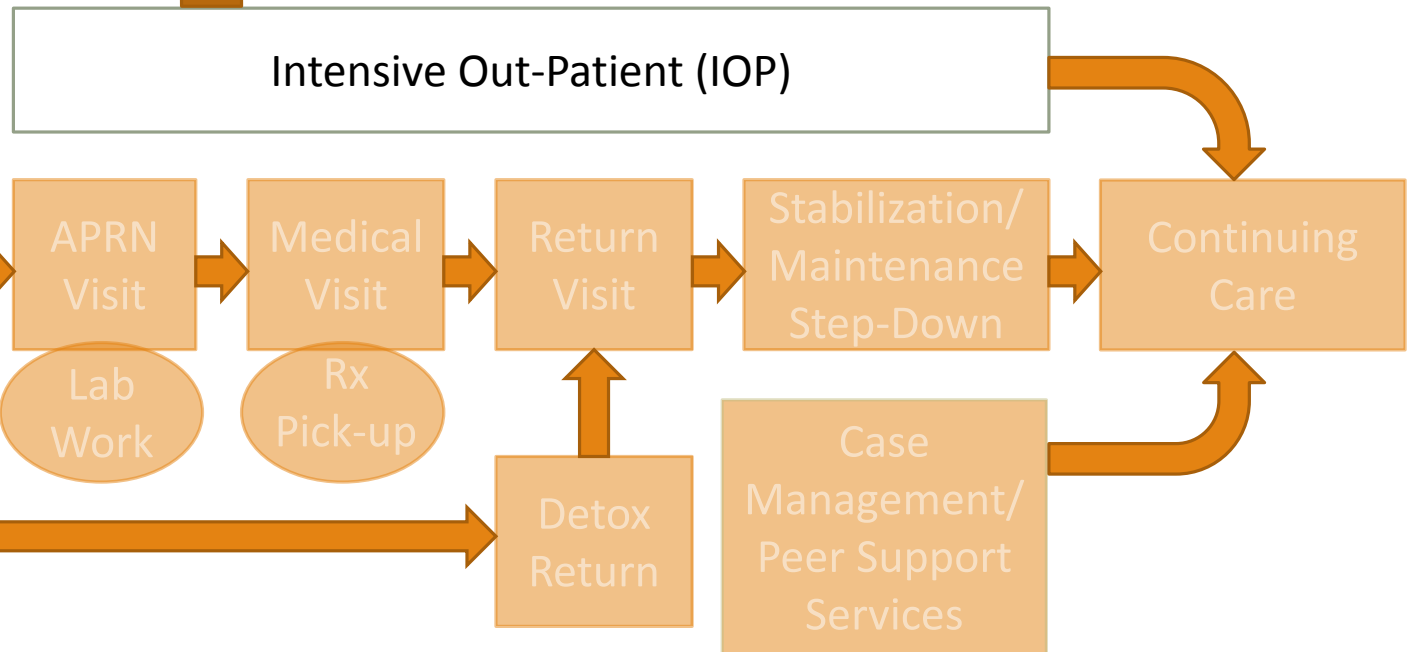 Intensive Out-Patient (IOP)
APRN
Visit
Medical
Visit
Return
Visit
Stabilization/
Maintenance
Step-Down
Continuing
Care
Lab
Work
Rx
Pick-up
Detox
Return
Case
Management/
Peer Support
Services